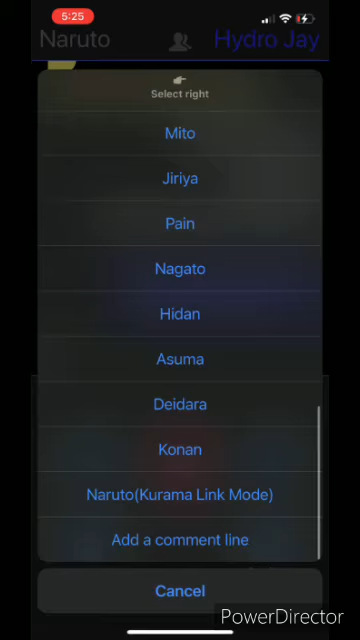 5:25
Naruto Hydro Jay
Select right
Mito
Jiriya
Pain
Nagato
Hidan
Asuma
Deidara
Konan
Naruto(Kurama Link Mode)
Add a comment line
Cancel
PowerDirector